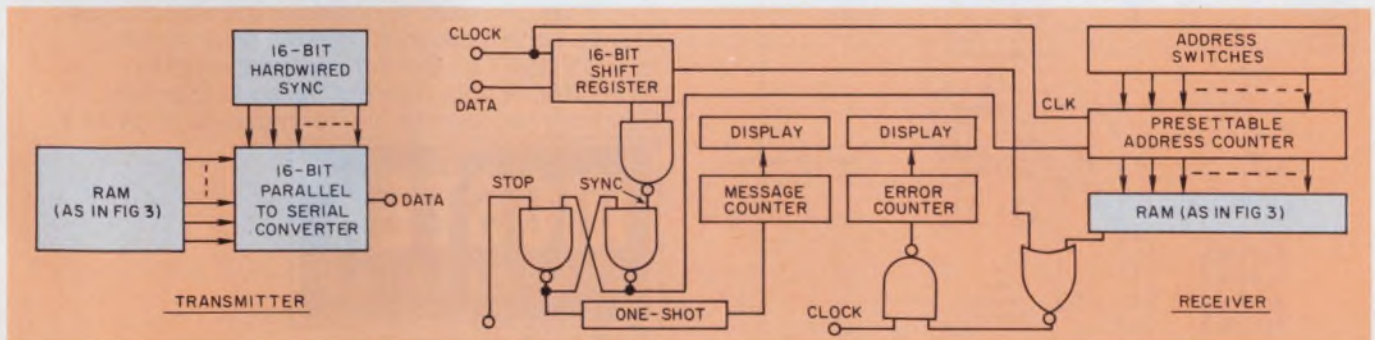 16-BIT
HARDWIRED
SYNC
RAM
(AS IN FIG 3)
16-BIT
PARALLEL
TO SERIAL
CONVERTER
DATA
TRANSMITTER
CLOCK
DATA
16-BIT
SHIFT
REGISTER
STOP
SYNC
ONE-SHOT
DISPLAY
MESSAGE
COUNTER
DISPLAY
ERROR
COUNTER
CLOCK
CLK
ADDRESS
SWITCHES
PRESETTABLE
ADDRESS COUNTER
RAM (AS IN FIG 3)
RECEIVER